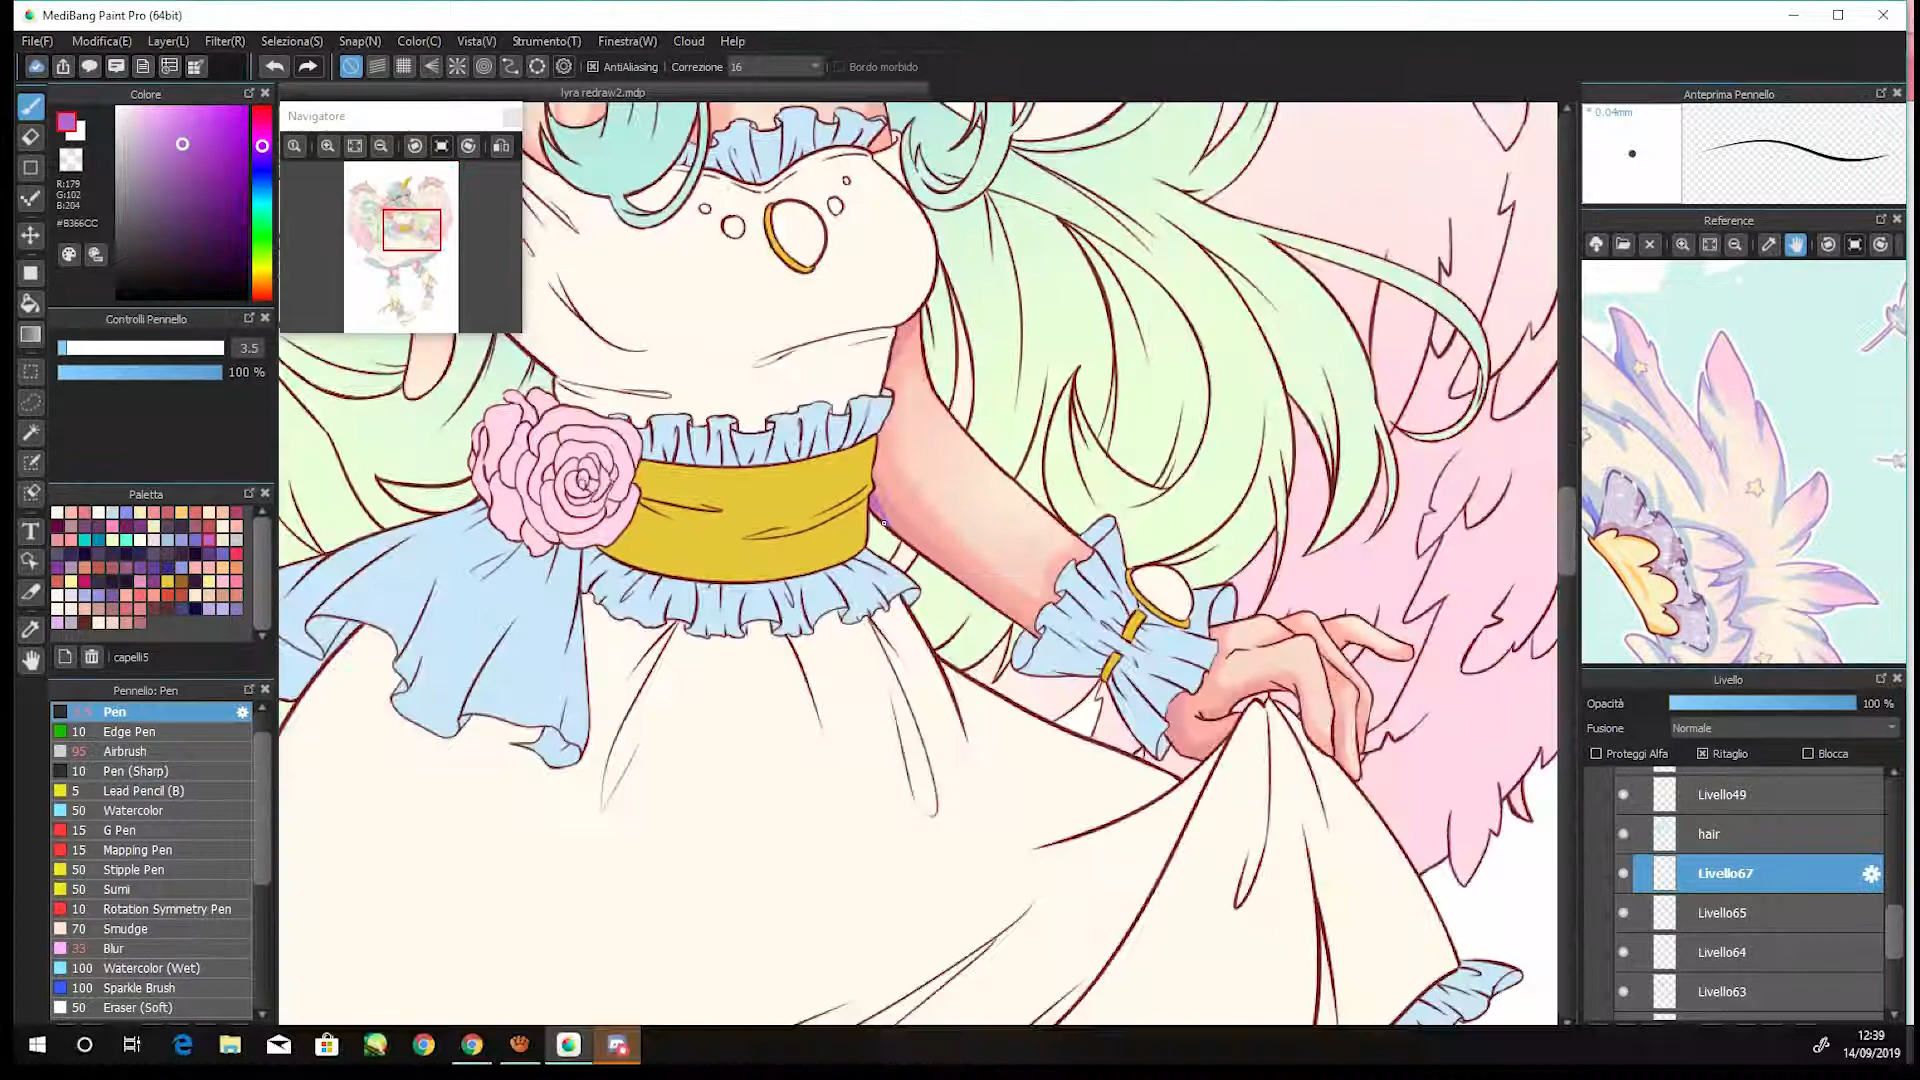 MediBang Paint Pro (64bit)
File(F) Modifica(E) Layer(L) Filter(R) Seleziona(S) Snap(N) Color(C) Vista(V) Strumento(T) Finestra(W) Cloud Help
AntiAliasing Correzione 16 Bordo morbido
Colore
lyra redraw2.mdp
Anteprima Pennello
Navigatore
* 0.04mm
R:179
G:102
B:204
#B366CC
Reference
Controlli Pennello
3.5
100 %
Paletta
T
capelli5
Pennello: Pen
Pen
10 Edge Pen
95 Airbrush
10 Pen (Sharp)
5 Lead Pencil (B)
50 Watercolor
15 G Pen
15 Mapping Pen
50 Stipple Pen
50 Sumi
10 Rotation Symmetry Pen
70 Smudge
33 Blur
100 Watercolor (Wet)
100 Sparkle Brush
50 Eraser (Soft)
Livello
Opacità 100 %
Fusione Normale
Proteggi Alfa Ritaglio Blocca
Livello49
hair
Livello67
Livello65
Livello64
Livello63
12:39
14/09/2019